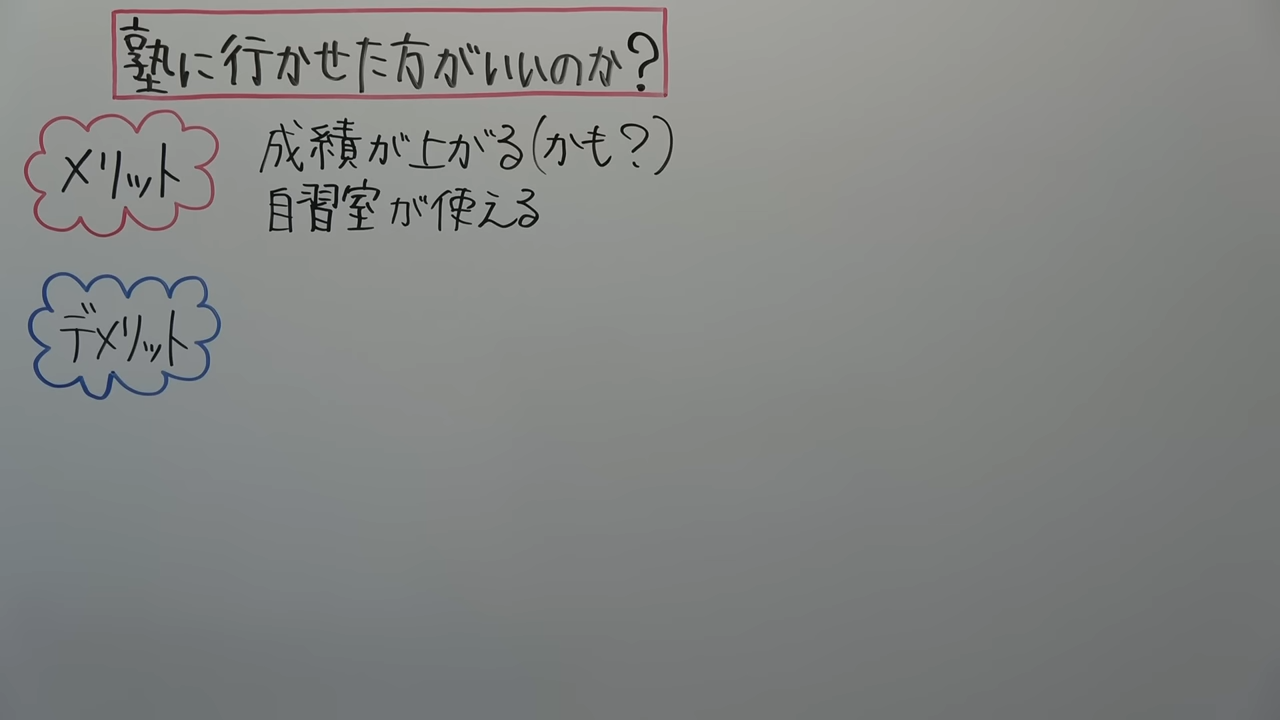 塾に行かせた方がいいのか?
メリット
成績が上がる(かも?)
自習室が使える
デメリット